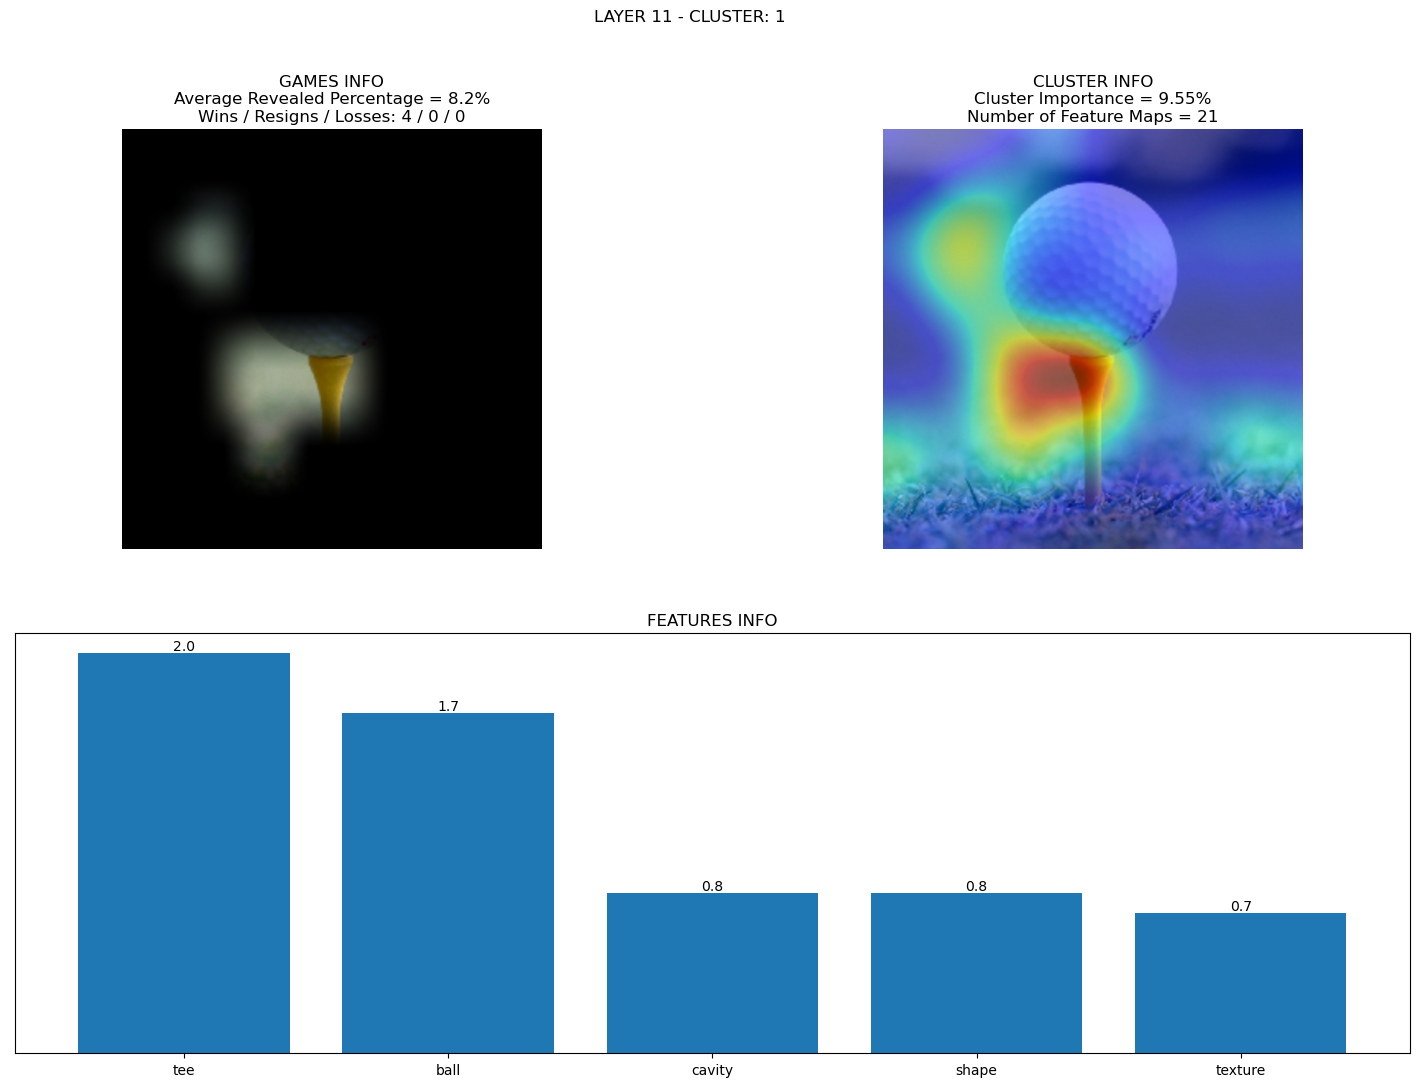 LAYER 11 - CLUSTER: 1
GAMES INFO
Average Revealed Percentage = 8.2%
Wins / Resigns / Losses: 4 / 0 / 0
CLUSTER INFO
Cluster Importance = 9.55%
Number of Feature Maps = 21
FEATURES INFO
2.0
1.7
0.8
0.8
0.7
tee
ball
cavity
shape
texture